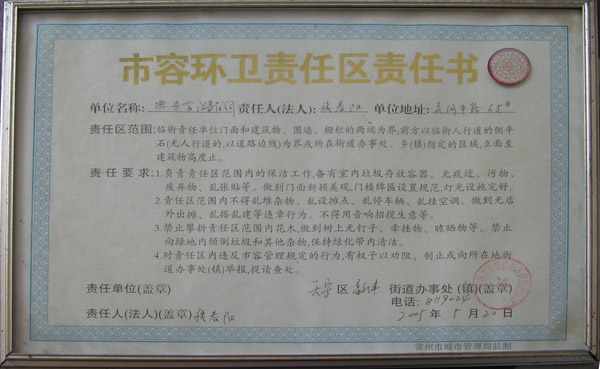 市容环卫责任区责任书
单位名称: 责任人(法人): 单位地址: 65#
责任区范围:临街责任单位门面和建筑物、围墙、栅栏的两端为界,前方以临街人行道的侧平
石(无人行道的,以道路边线)为界或所在街道办事处、乡(镇)指定的区域,立面至
建筑物高度止。
责任要求:1.负责责任区范围内的保洁工作,备有室内垃圾存放容器。无痰迹、污物、
废弃物、乱张贴等。做到门面新颖美观,门楼牌匾设置规范,灯光设施完好。
2.责任区范围内不得乱堆杂物、乱设摊点、乱停车辆、乱挂空调。做到无店
外出摊、乱搭乱建等违章行为。不得用音响招揽生意等。
3.禁止攀折责任区范围内花木,做到树上无钉子、牵挂物、晾晒物等。禁止
向绿地内倾倒垃圾和其他杂物,保持绿化带内清洁。
4.对责任区内违反市容管理规定的行为,有权予以劝阻、制止或向所在地街
道办事处(镇)举报,提请查处。
责任单位(盖章) 天宁区 街道办事处(镇)(盖章)
电话: 8119024
责任人(法人)(盖章) 2005年5月20日
常州市城市管理局监制